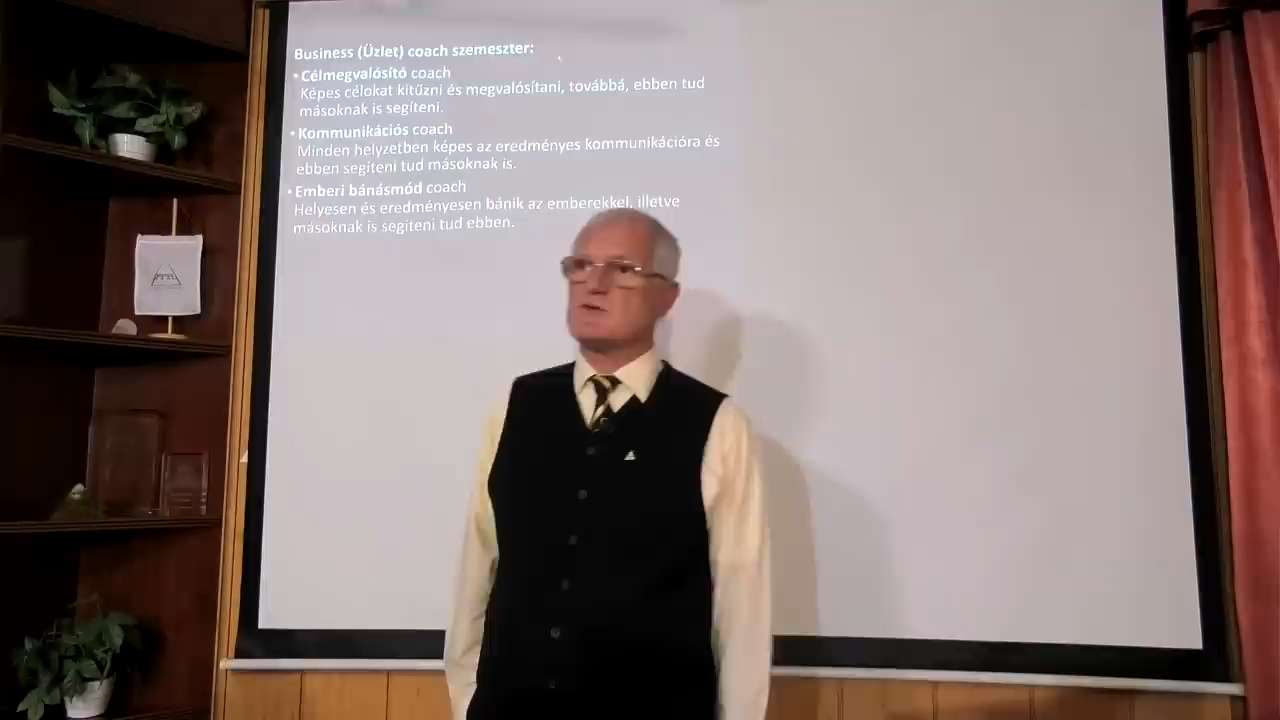 Business (Üzlet) coach szemeszter:
• Célmegvalósító coach
Képes célokat kitűzni és megvalósítani, továbbá, ebben tud
másoknak is segíteni.
• Kommunikációs coach
Minden helyzetben képes az eredményes kommunikációra és
ebben segíteni tud másoknak is.
• Emberi bánásmód coach
Helyesen és eredményesen bánik az emberekkel, illetve
másoknak is segíteni tud ebben.